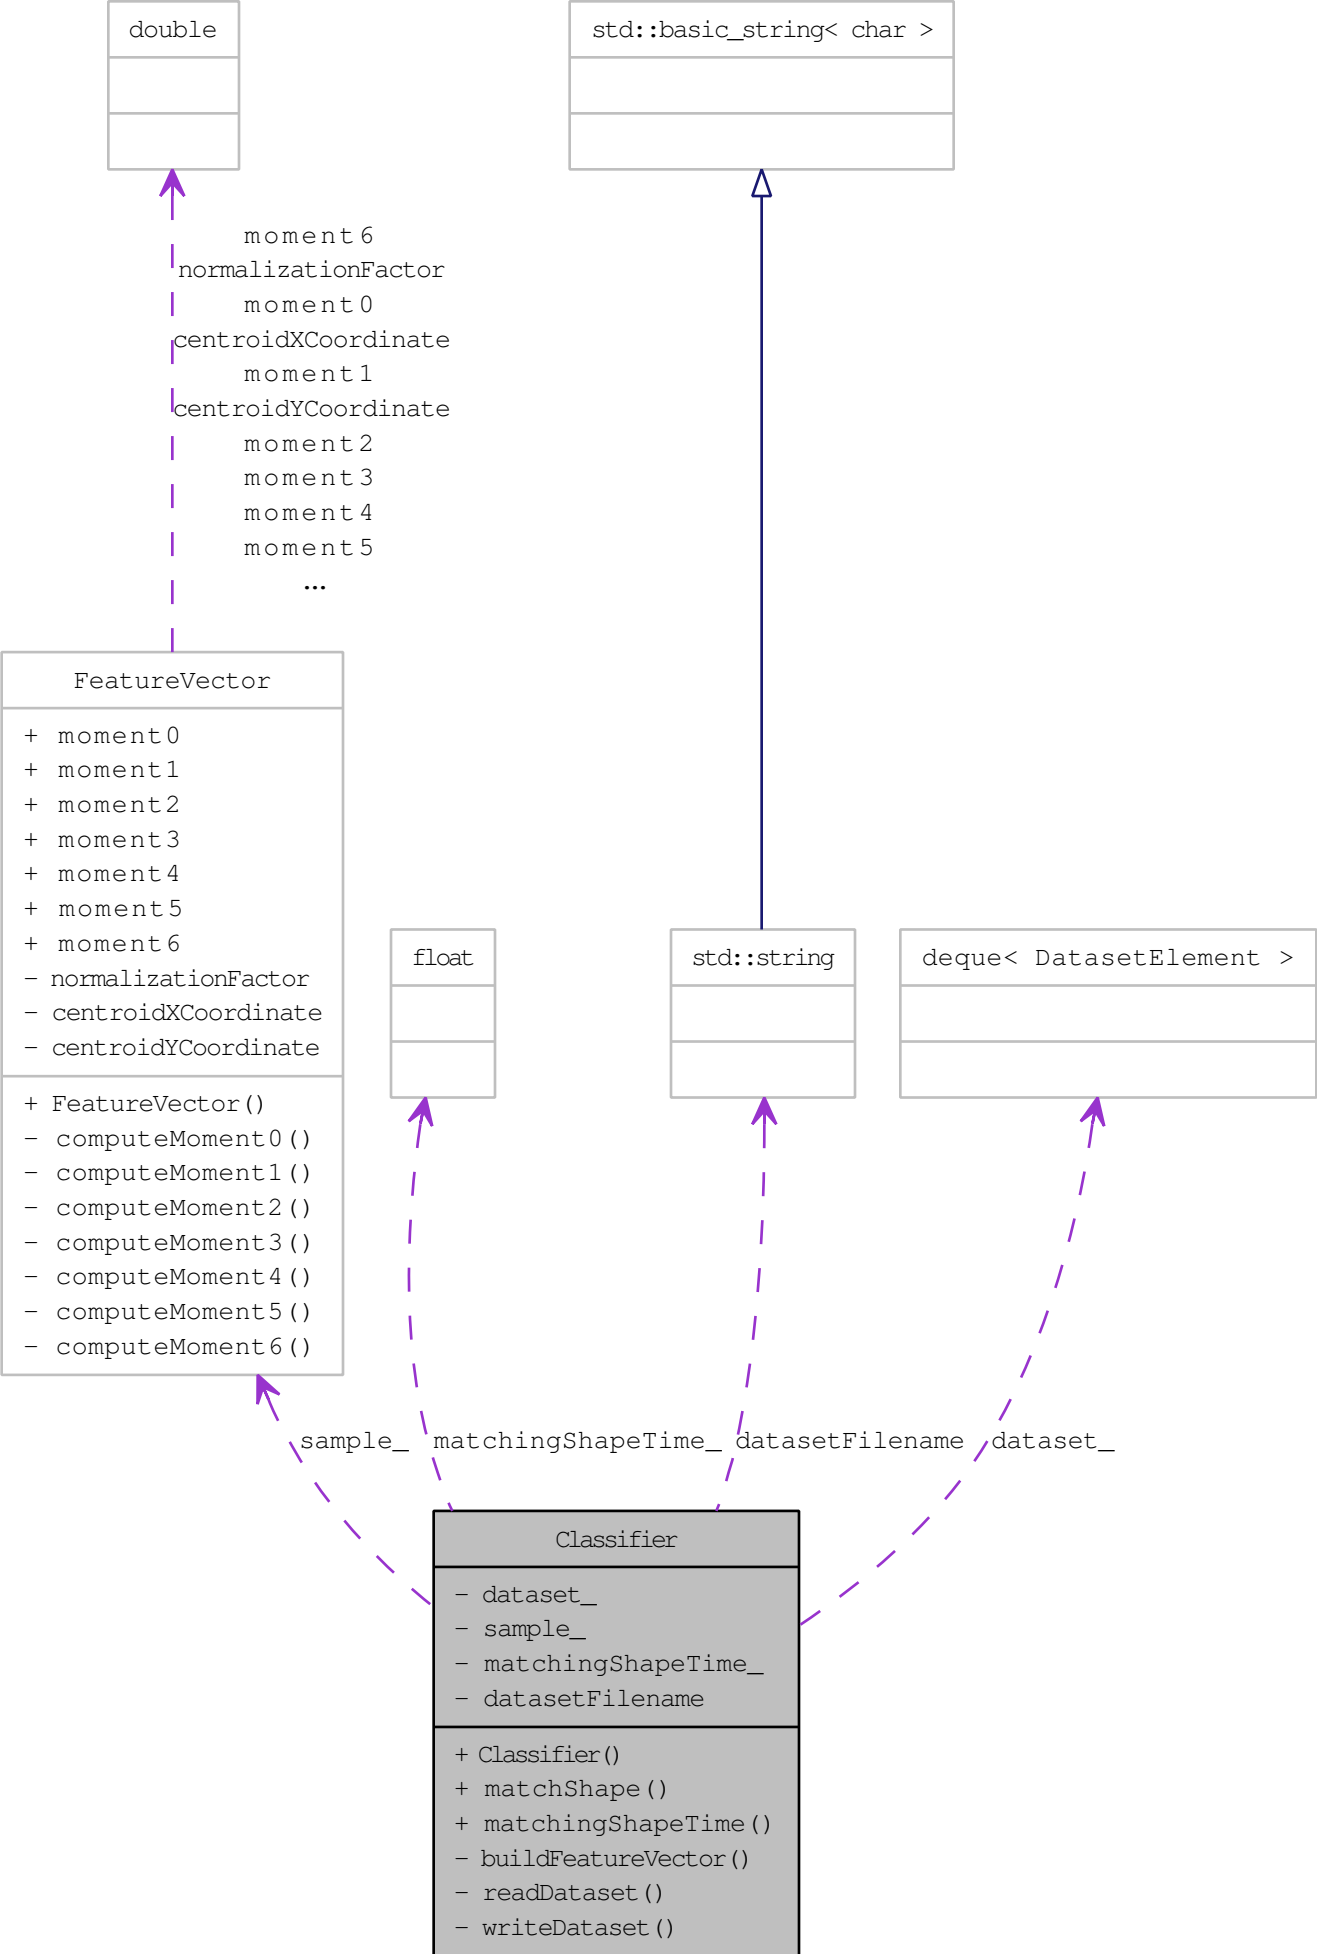 double
std::basic_string< char >
moment6
normalizationFactor
moment0
centroidXCoordinate
moment1
centroidYCoordinate
moment2
moment3
moment4
moment5
...
FeatureVector
+ moment0
+ moment1
+ moment2
+ moment3
+ moment4
+ moment5
+ moment6
- normalizationFactor
- centroidXCoordinate
- centroidYCoordinate
+ FeatureVector()
- computeMoment0()
- computeMoment1()
- computeMoment2()
- computeMoment3()
- computeMoment4()
- computeMoment5()
- computeMoment6()
float
std::string
deque< DatasetElement >
sample_ matchingShapeTime_ datasetFilename dataset_
Classifier
- dataset_
- sample_
- matchingShapeTime_
- datasetFilename
+ Classifier()
+ matchShape()
+ matchingShapeTime()
- buildFeatureVector()
- readDataset()
- writeDataset()